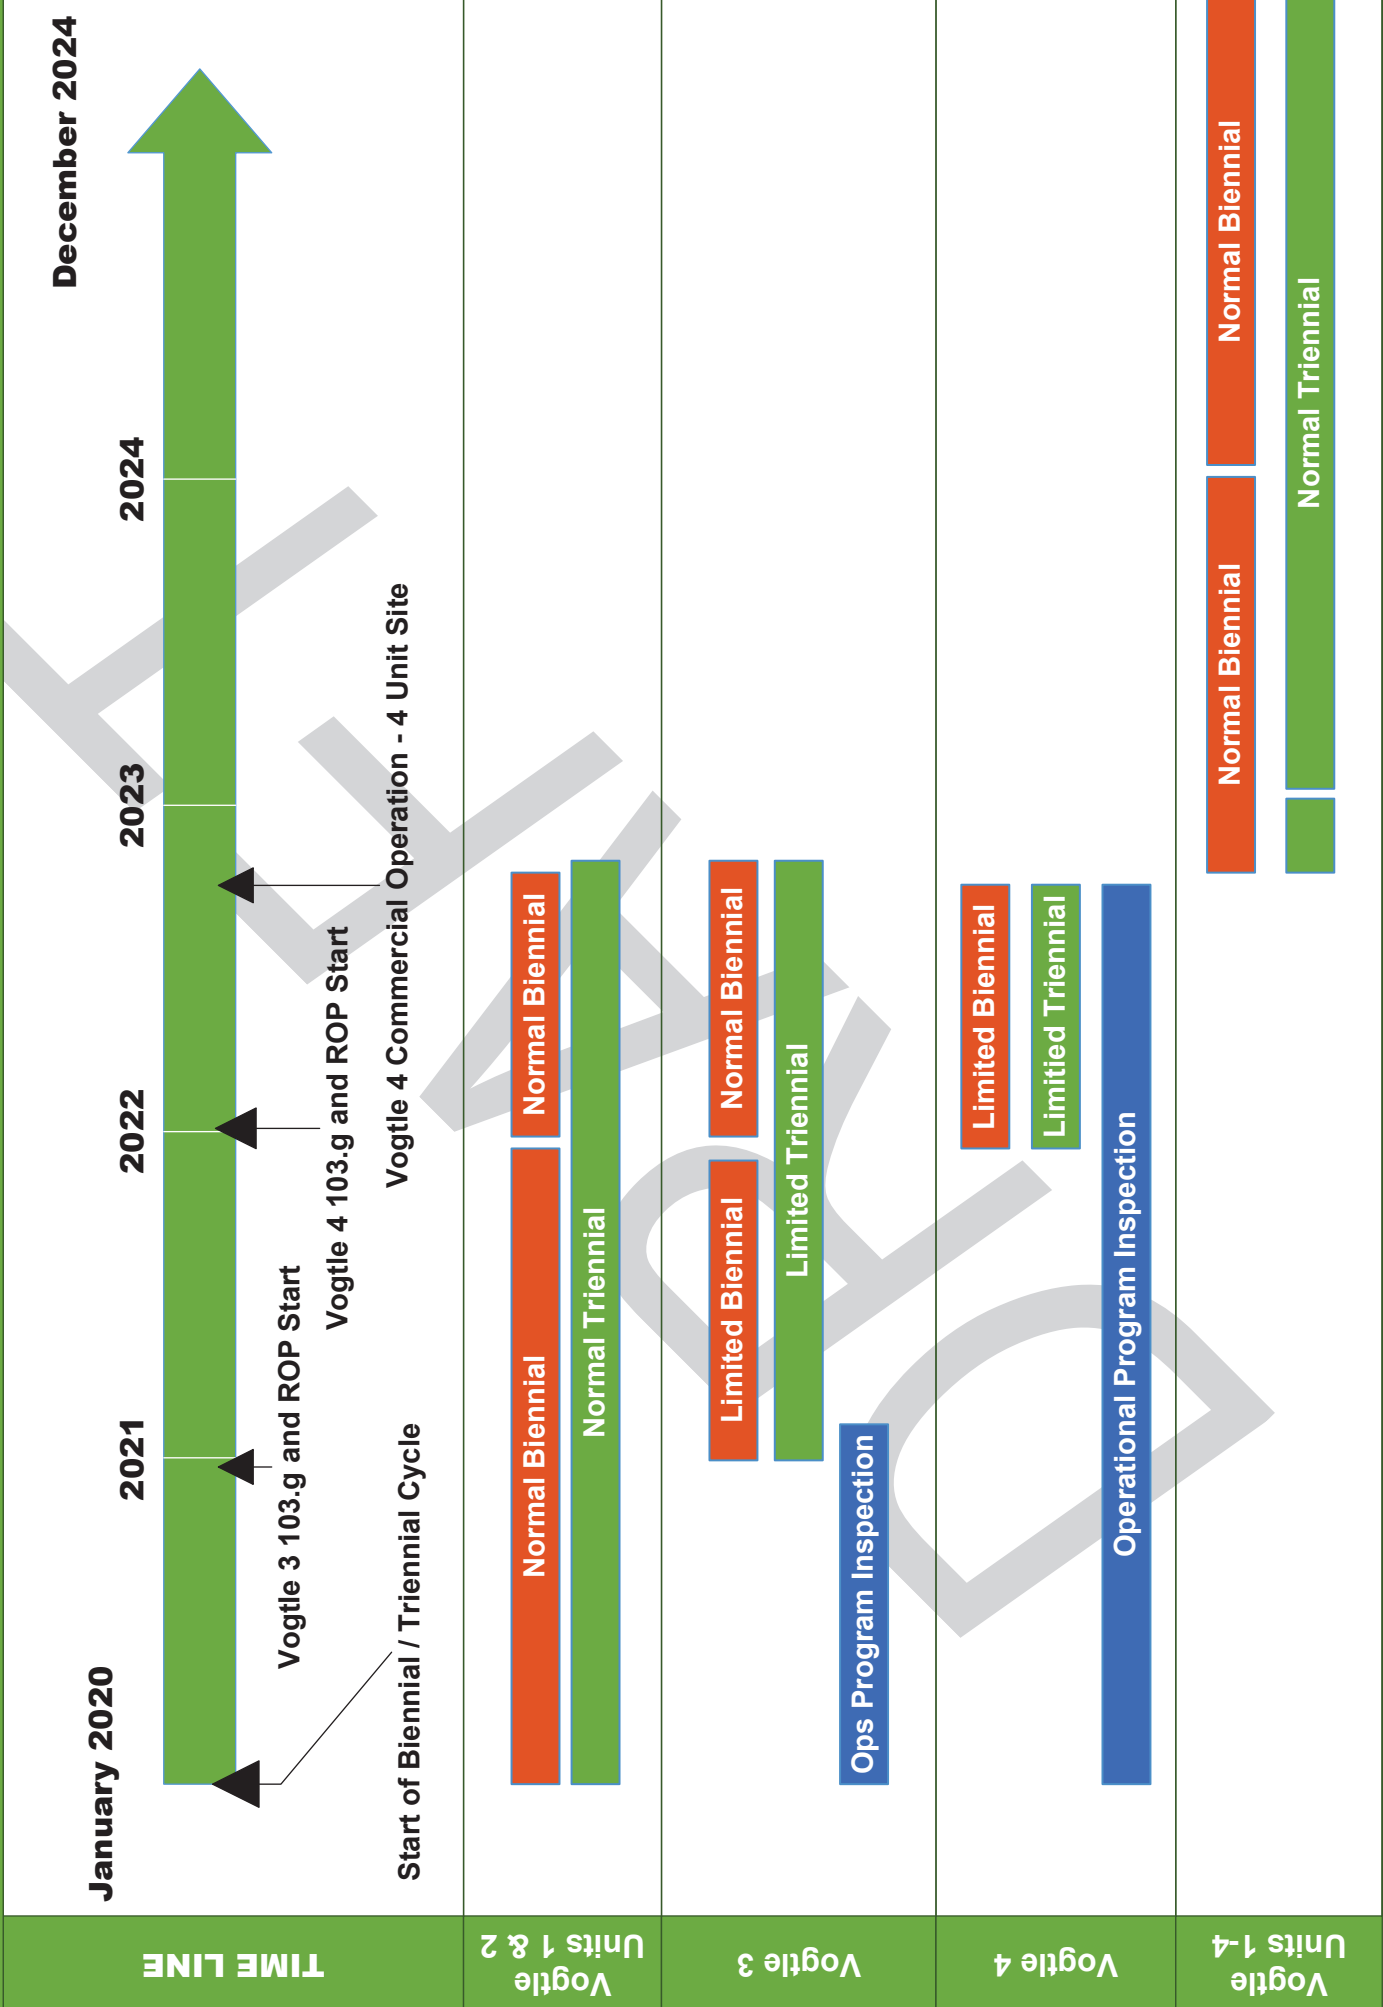 TIME LINE
January 2020
2021
2022
2023
2024
December 2024
Vogtle 3 103.g and ROP Start
Vogtle 4 103.g and ROP Start
Vogtle 4 Commercial Operation - 4 Unit Site
Start of Biennial / Triennial Cycle
Vogtle
Units 1 & 2
Normal Biennial
Normal Biennial
Normal Triennial
Vogtle 3
Limited Biennial
Normal Biennial
Limited Triennial
Ops Program Inspection
Vogtle 4
Limited Biennial
Limitied Triennial
Operational Program Inspection
Vogtle
Units 1-4
Normal Biennial
Normal Biennial
Normal Triennial
DRAFT